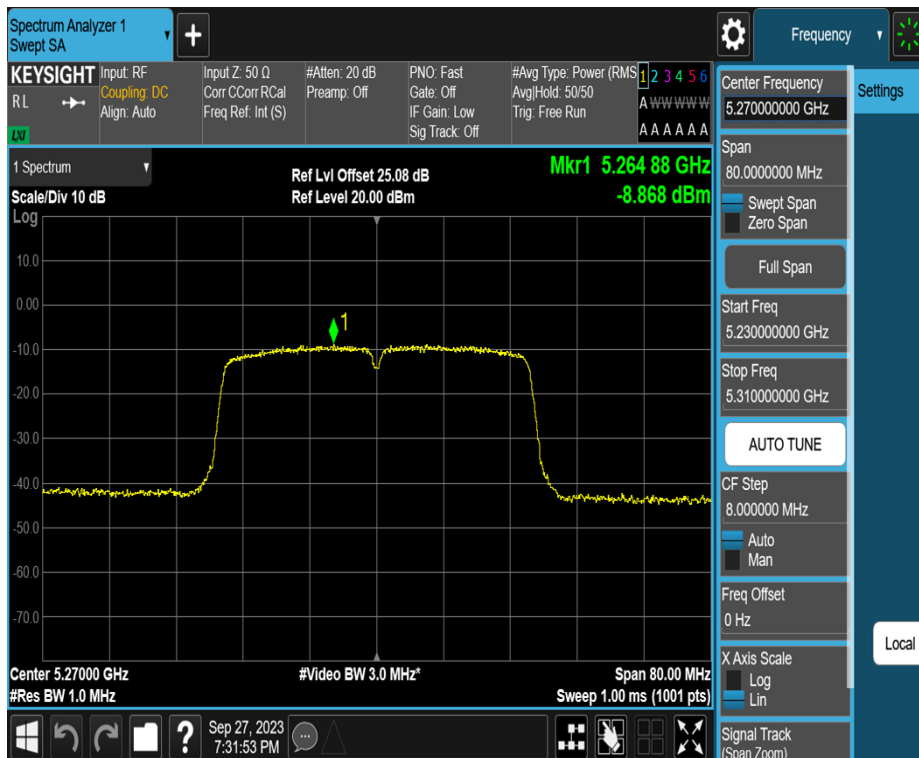 Spectrum Analyzer 1
Swept SA
+
Frequency
KEYSIGHT
RL
LXI
Input: RF
Coupling: DC
Align: Auto
Input Z: 50 Ω
Corr CCorr RCal
Freq Ref: Int (S)
#Atten: 20 dB
Preamp: Off
PNO: Fast
Gate: Off
IF Gain: Low
Sig Track: Off
#Avg Type: Power (RMS
Avg|Hold: 50/50
Trig: Free Run
1 2 3 4 5 6
A W W W W W
A A A A A A
1 Spectrum
Scale/Div 10 dB
Log
Ref Lvl Offset 25.08 dB
Ref Level 20.00 dBm
Mkr1 5.264 88 GHz
-8.868 dBm
10.0
0.00
1
-10.0
-20.0
-30.0
-40.0
-50.0
-60.0
-70.0
Center 5.27000 GHz
#Res BW 1.0 MHz
#Video BW 3.0 MHz*
Span 80.00 MHz
Sweep 1.00 ms (1001 pts)
?
Sep 27, 2023
7:31:53 PM
Center Frequency
5.270000000 GHz
Settings
Span
80.0000000 MHz
Swept Span
Zero Span
Full Span
Start Freq
5.230000000 GHz
Stop Freq
5.310000000 GHz
AUTO TUNE
CF Step
8.000000 MHz
Auto
Man
Freq Offset
0 Hz
Local
X Axis Scale
Log
Lin
Signal Track
(Span Zoom)